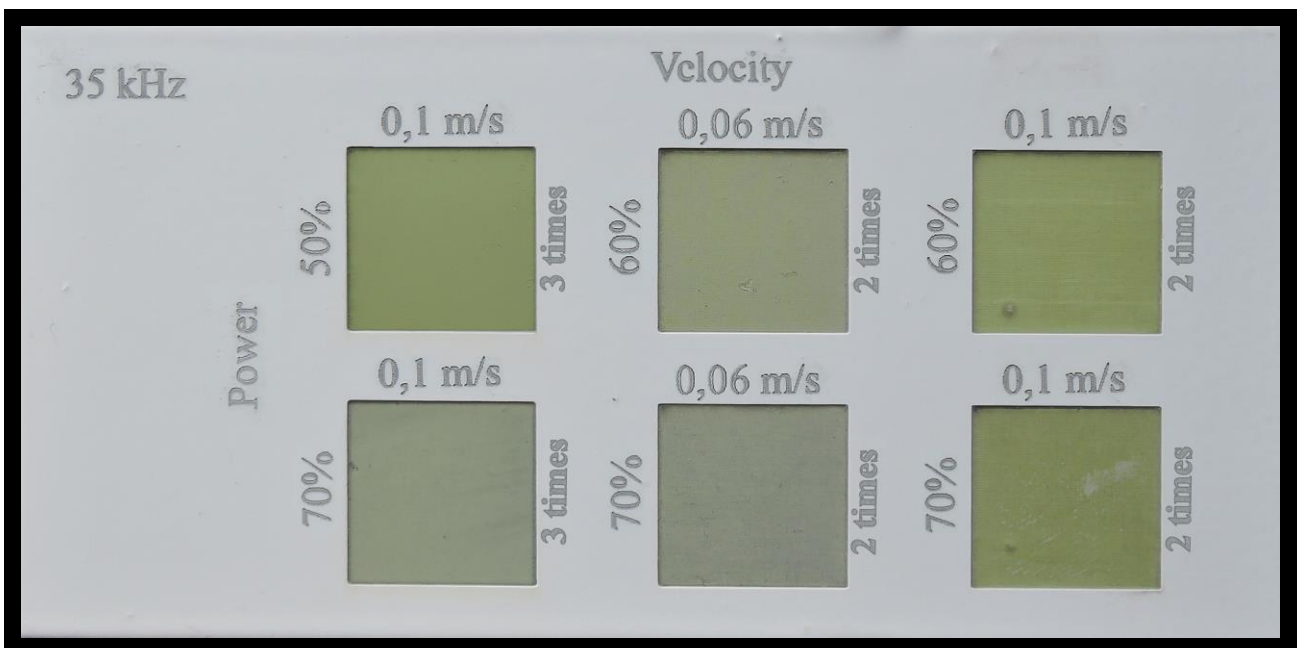 35 kHz
Velocity
0,1 m/s
0,06 m/s
0,1 m/s
50%
3 times
60%
2 times
60%
2 times
Power
0,1 m/s
0,06 m/s
0,1 m/s
70%
3 times
70%
2 times
70%
2 times